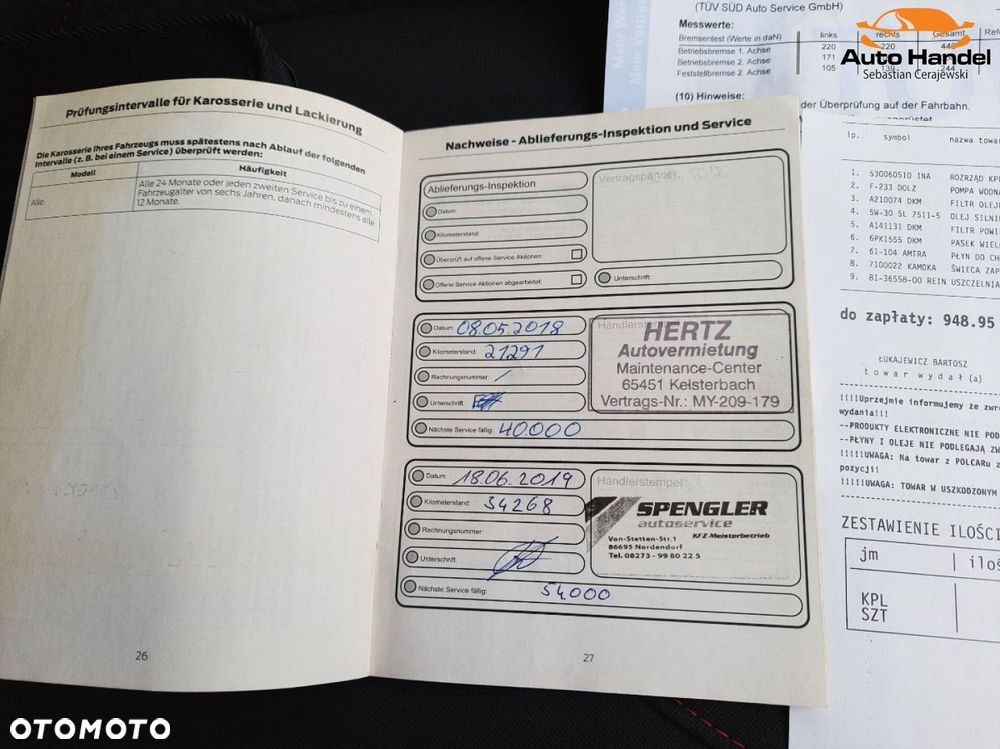 Prüfungsintervalle für Karosserie und Lackierung
Die Karosserie Ihres Fahrzeugs muss spätestens nach Ablauf der folgenden
Intervalle (z. B. bei einem Service) überprüft werden:
Modell
Häufigkeit
Alle.
Alle 24 Monate oder jeden zweiten Service bis zu einem
Fahrzeugalter von sechs Jahren, danach mindestens alle
12 Monate.
26
Nachweise - Ablieferungs-Inspektion und Service
Ablieferungs-Inspektion
Datum:
Kilometerstand:
Überprüft auf offene Service Aktionen:
Offene Service Aktionen abgearbeitet:
Vertragspartner:
Unterschrift:
Datum: 08.05.2018
Kilometerstand: 21291
Rechnungsnummer: /
Unterschrift:
Nächste Service fällig: 40000
Händlerstempel
HERTZ
Autovermietung
Maintenance-Center
65451 Kelsterbach
Vertrags-Nr.: MY-209-179
Datum: 18.06.2019
Kilometerstand: 34268
Rechnungsnummer:
Unterschrift:
Nächste Service fällig: 54000
Händlerstempel
SPENGLER
autoservice
KFZ-Meisterbetrieb
Von-Stetten-Str.1
86695 Nordendorf
Tel. 08273 - 99 80 22 5
27
(TÜV SÜD Auto Service GmbH)
Messwerte:
Bremsentest (Werte in daN) links rechts Gesamt
Betriebsbremse 1. Achse 220 220
Betriebsbremse 2. Achse 171
Feststellbremse 2. Achse 105 139 244
(10) Hinweise:
der Überprüfung auf der Fahrbahn.
Auto Handel
Sebastian Cerajewski
lp. symbol nazwa towar
1. 530060510 INA ROZRZĄD KPL
2. F-233 DOLZ POMPA WODNA
3. A210074 DKM FILTR OLEJ
4. 5W-30 5L 7511-5 OLEJ SILNI
5. A141131 DKM FILTR POWI
6. 6PK1555 DKM PASEK WIEL
7. 61-104 AMTRA PŁYN DO CH
8. 7100022 KAMOKA ŚWIECA ZAP
9. 81-36558-00 REIN USZCZELNIA
do zapłaty: 948.95
ŁUKAJEWICZ BARTOSZ
towar wydał(a)
!!!!Uprzejmie informujemy że zwr
wydania!!!
--PRODUKTY ELEKTRONICZNE NIE POD
--PŁYNY I OLEJE NIE PODLEGAJĄ ZW
!!!!!UWAGA: Na towar z POLCARu z
pozycji!
!!!!!UWAGA: TOWAR W USZKODZONYM
ZESTAWIENIE ILOŚCI
jm iloś
KPL
SZT
OTOMOTO